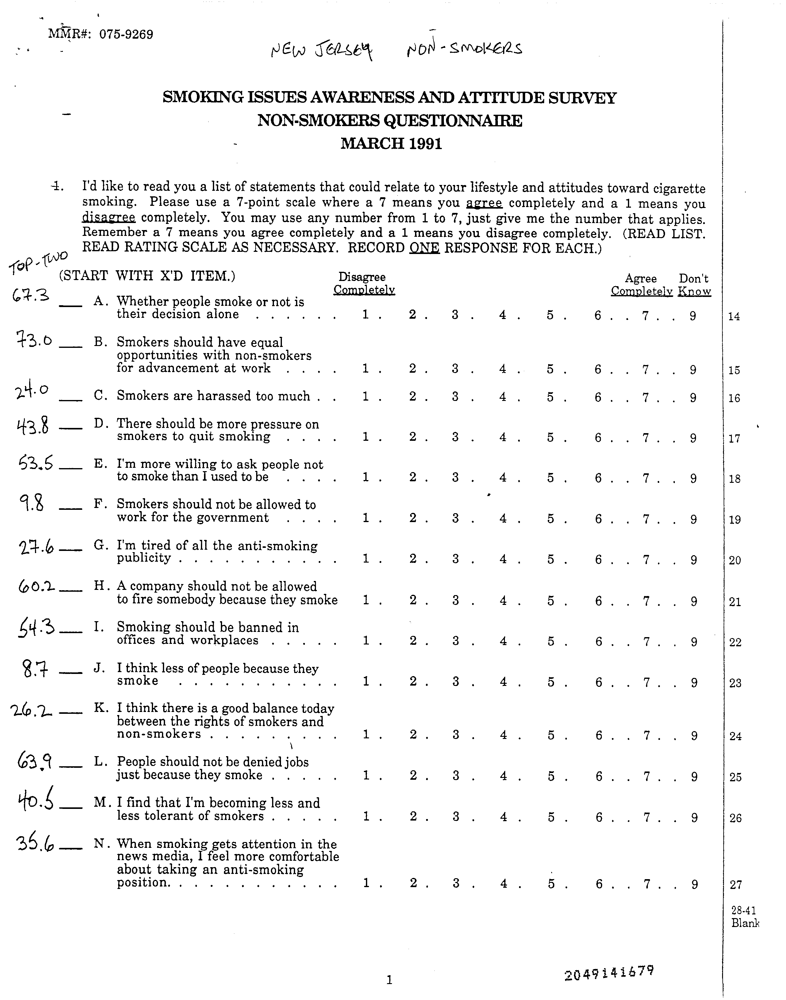 MMR#: 075-9269
NEW JERSEY NON-SMOKERS
SMOKING ISSUES AWARENESS AND ATTITUDE SURVEY
NON-SMOKERS QUESTIONNAIRE
MARCH 1991
1. I'd like to read you a list of statements that could relate to your lifestyle and attitudes toward cigarette
smoking. Please use a 7-point scale where a 7 means you agree completely and a 1 means you
disagree completely. You may use any number from 1 to 7, just give me the number that applies.
Remember a 7 means you agree completely and a 1 means you disagree completely. (READ LIST.
READ RATING SCALE AS NECESSARY. RECORD ONE RESPONSE FOR EACH.)
TOP-TWO
(START WITH X'D ITEM.) Disagree Agree Don't
Completely Completely Know
67.3 ___ A. Whether people smoke or not is
their decision alone . . . . . . 1 . 2 . 3 . 4 . 5 . 6 . . 7 . . 9 14
73.0 ___ B. Smokers should have equal
opportunities with non-smokers
for advancement at work . . . . 1 . 2 . 3 . 4 . 5 . 6 . . 7 . . 9 15
24.0 ___ C. Smokers are harassed too much . . 1 . 2 . 3 . 4 . 5 . 6 . . 7 . . 9 16
43.8 ___ D. There should be more pressure on
smokers to quit smoking . . . . 1 . 2 . 3 . 4 . 5 . 6 . . 7 . . 9 17
53.5 ___ E. I'm more willing to ask people not
to smoke than I used to be . . . . 1 . 2 . 3 . 4 . 5 . 6 . . 7 . . 9 18
9.8 ___ F. Smokers should not be allowed to
work for the government . . . . 1 . 2 . 3 . 4 . 5 . 6 . . 7 . . 9 19
27.6 ___ G. I'm tired of all the anti-smoking
publicity . . . . . . . . . . . 1 . 2 . 3 . 4 . 5 . 6 . . 7 . . 9 20
60.2 ___ H. A company should not be allowed
to fire somebody because they smoke 1 . 2 . 3 . 4 . 5 . 6 . . 7 . . 9 21
54.3 ___ I. Smoking should be banned in
offices and workplaces . . . . . 1 . 2 . 3 . 4 . 5 . 6 . . 7 . . 9 22
8.7 ___ J. I think less of people because they
smoke . . . . . . . . . . . 1 . 2 . 3 . 4 . 5 . 6 . . 7 . . 9 23
26.2 ___ K. I think there is a good balance today
between the rights of smokers and
non-smokers . . . . . . . . . 1 . 2 . 3 . 4 . 5 . 6 . . 7 . . 9 24
63.9 ___ L. People should not be denied jobs
just because they smoke . . . . . 1 . 2 . 3 . 4 . 5 . 6 . . 7 . . 9 25
40.5 ___ M. I find that I'm becoming less and
less tolerant of smokers . . . . . 1 . 2 . 3 . 4 . 5 . 6 . . 7 . . 9 26
35.6 ___ N. When smoking gets attention in the
news media, I feel more comfortable
about taking an anti-smoking
position. . . . . . . . . . . . 1 . 2 . 3 . 4 . 5 . 6 . . 7 . . 9 27
28-41
Blank
1
2049141679